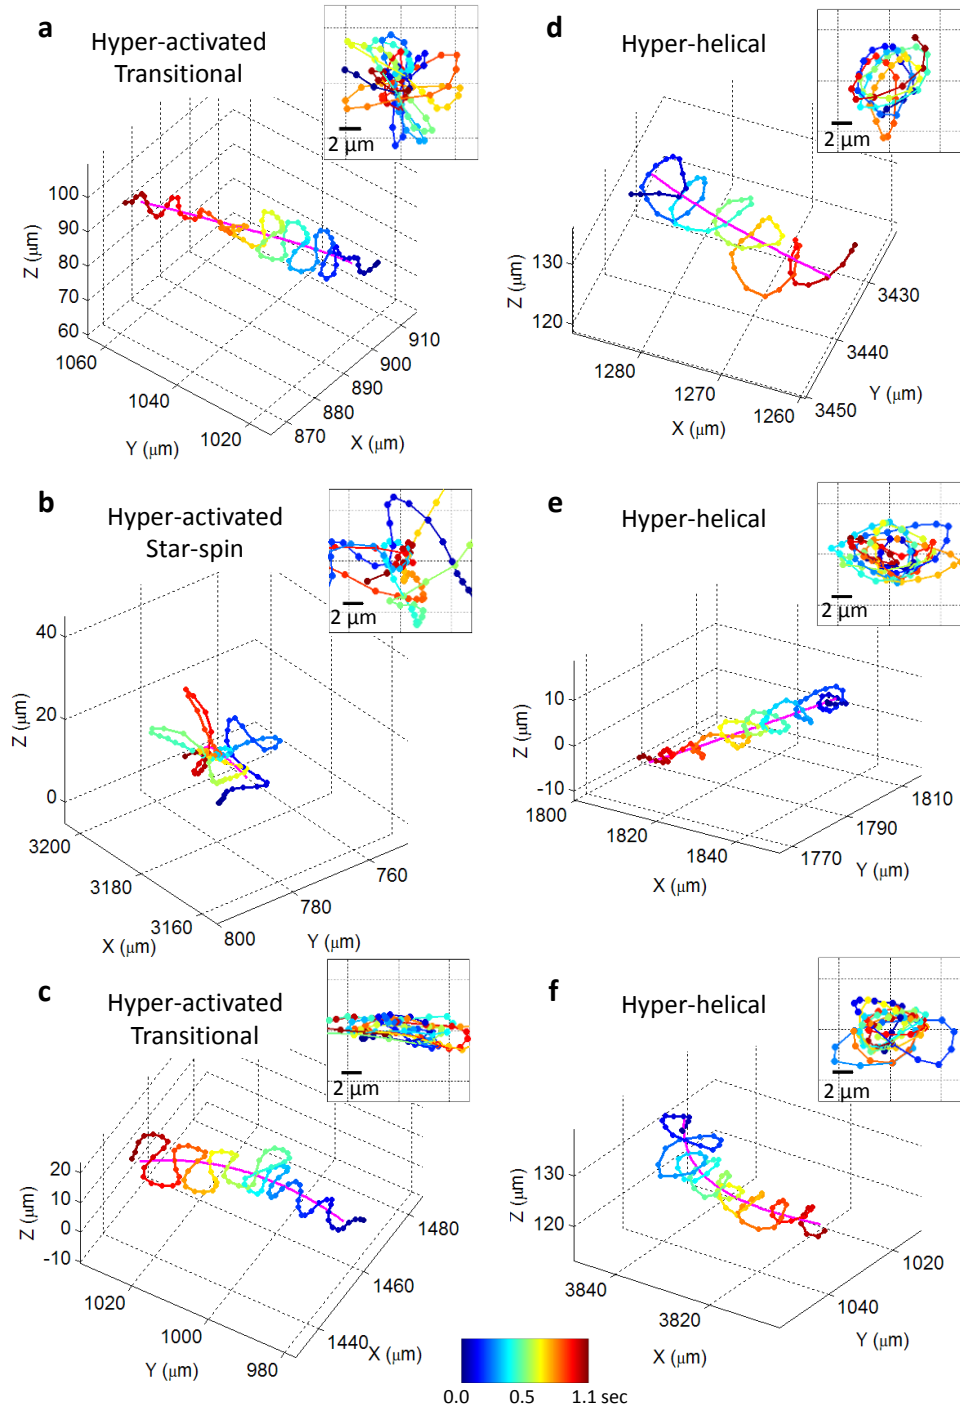 a
Hyper-activated
Transitional
2 μm
100
90
80
70
60
Z (μm)
1060
1040
1020
Y (μm)
870
880
890
900
910
X (μm)
d
Hyper-helical
2 μm
130
120
Z (μm)
1280
1270
1260
X (μm)
3430
3440
3450
Y (μm)
b
Hyper-activated
Star-spin
2 μm
40
20
0
Z (μm)
3200
3180
3160
X (μm)
800
780
760
Y (μm)
e
Hyper-helical
2 μm
10
0
-10
Z (μm)
1800
1820
1840
X (μm)
1770
1790
1810
Y (μm)
c
Hyper-activated
Transitional
2 μm
20
10
0
-10
Z (μm)
1020
1000
980
Y (μm)
1440
1460
1480
X (μm)
f
Hyper-helical
2 μm
130
120
Z (μm)
3840
3820
X (μm)
1040
1020
Y (μm)
0.0 0.5 1.1 sec